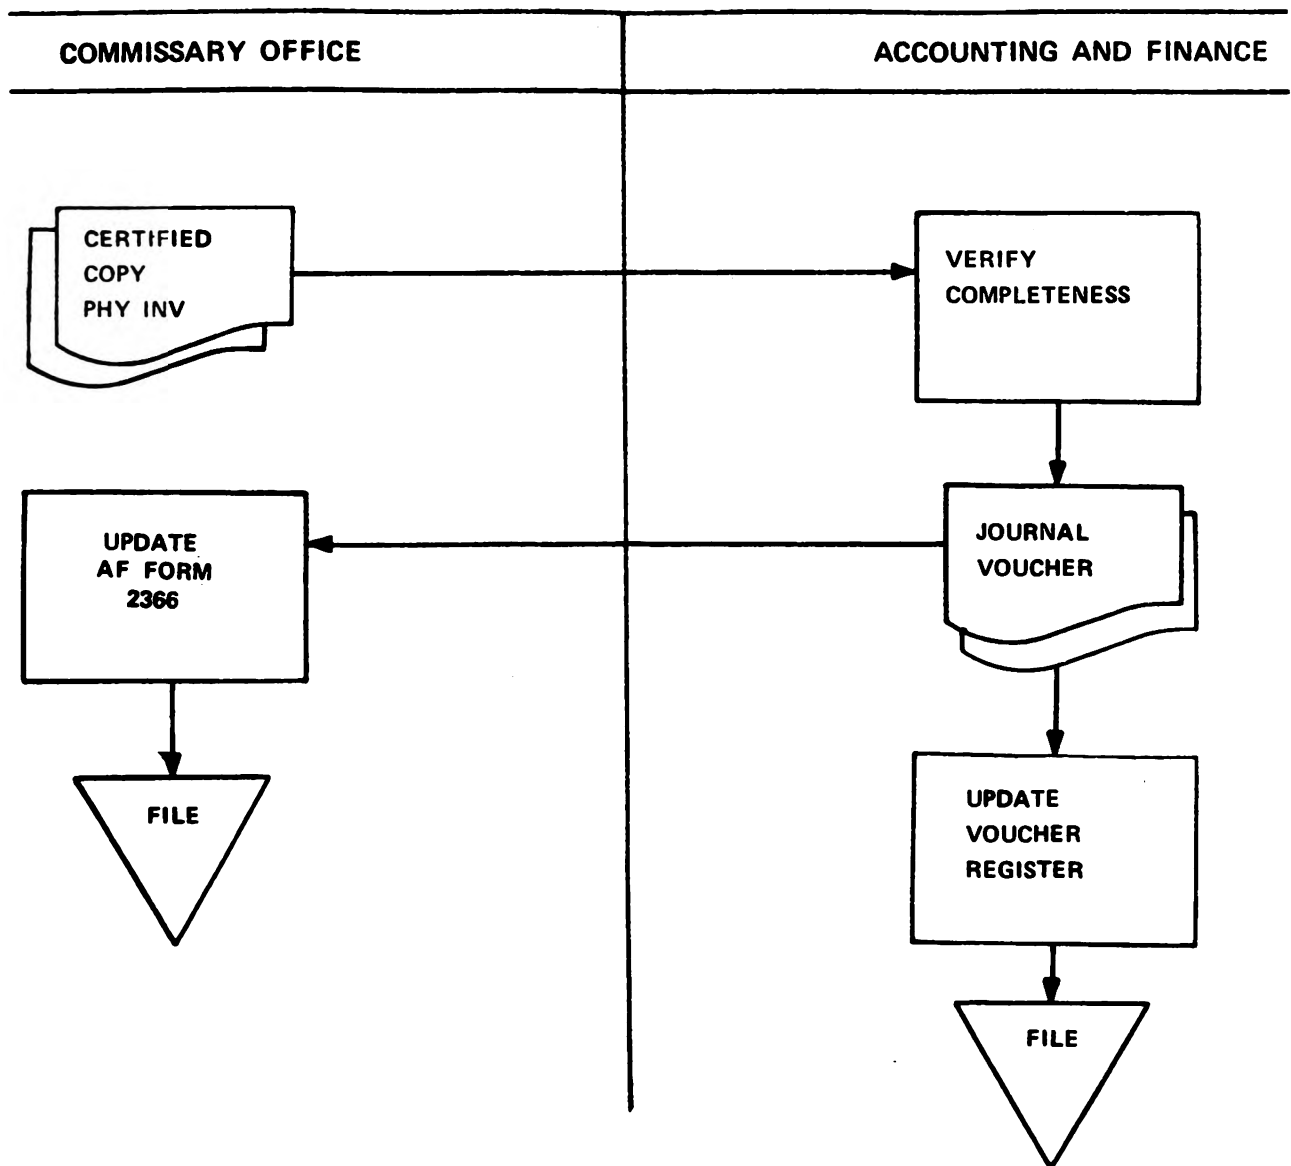 COMMISSARY OFFICE
ACCOUNTING AND FINANCE
CERTIFIED
COPY
PHY INV
VERIFY
COMPLETENESS
UPDATE
AF FORM
2366
JOURNAL
VOUCHER
FILE
UPDATE
VOUCHER
REGISTER
FILE